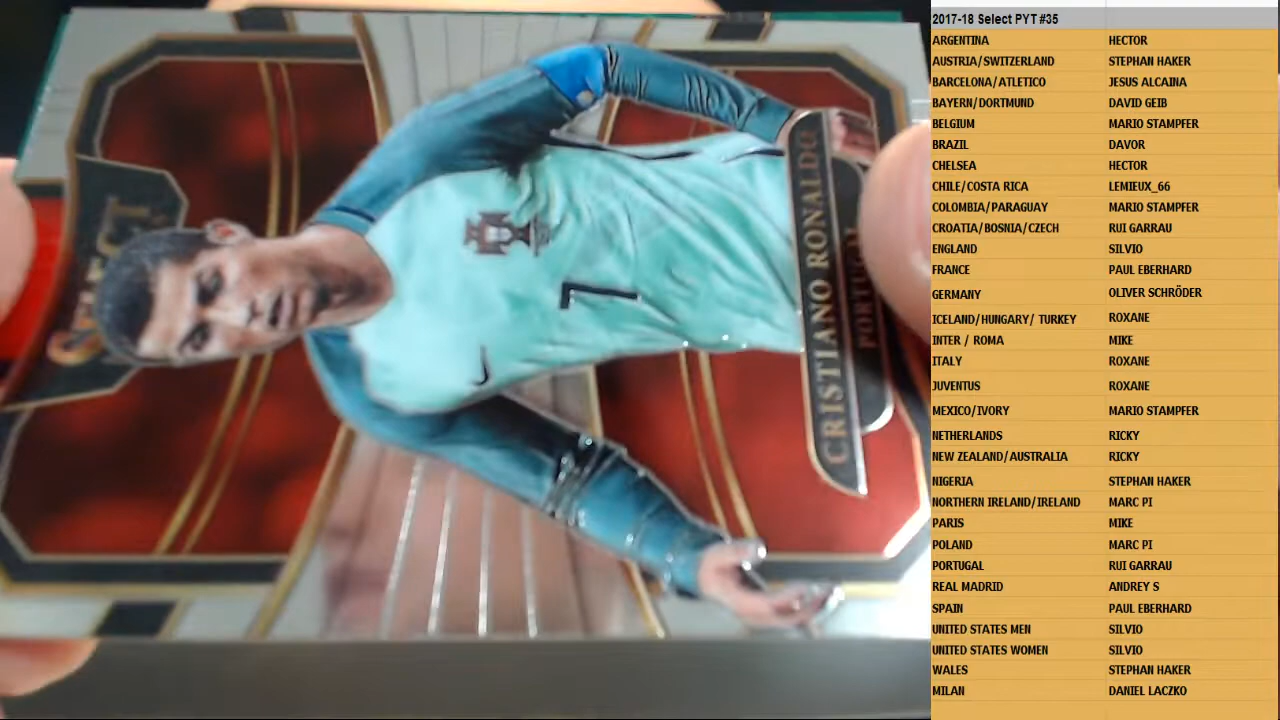 SELECT
7
CRISTIANO RONALDO
PORTUGAL
2017-18 Select PYT #35
ARGENTINA HECTOR
AUSTRIA/SWITZERLAND STEPHAN HAKER
BARCELONA/ATLETICO JESUS ALCAINA
BAYERN/DORTMUND DAVID GEIB
BELGIUM MARIO STAMPFER
BRAZIL DAVOR
CHELSEA HECTOR
CHILE/COSTA RICA LEMIEUX_66
COLOMBIA/PARAGUAY MARIO STAMPFER
CROATIA/BOSNIA/CZECH RUI GARRAU
ENGLAND SILVIO
FRANCE PAUL EBERHARD
GERMANY OLIVER SCHRÖDER
ICELAND/HUNGARY/ TURKEY ROXANE
INTER / ROMA MIKE
ITALY ROXANE
JUVENTUS ROXANE
MEXICO/IVORY MARIO STAMPFER
NETHERLANDS RICKY
NEW ZEALAND/AUSTRALIA RICKY
NIGERIA STEPHAN HAKER
NORTHERN IRELAND/IRELAND MARC PI
PARIS MIKE
POLAND MARC PI
PORTUGAL RUI GARRAU
REAL MADRID ANDREY S
SPAIN PAUL EBERHARD
UNITED STATES MEN SILVIO
UNITED STATES WOMEN SILVIO
WALES STEPHAN HAKER
MILAN DANIEL LACZKO